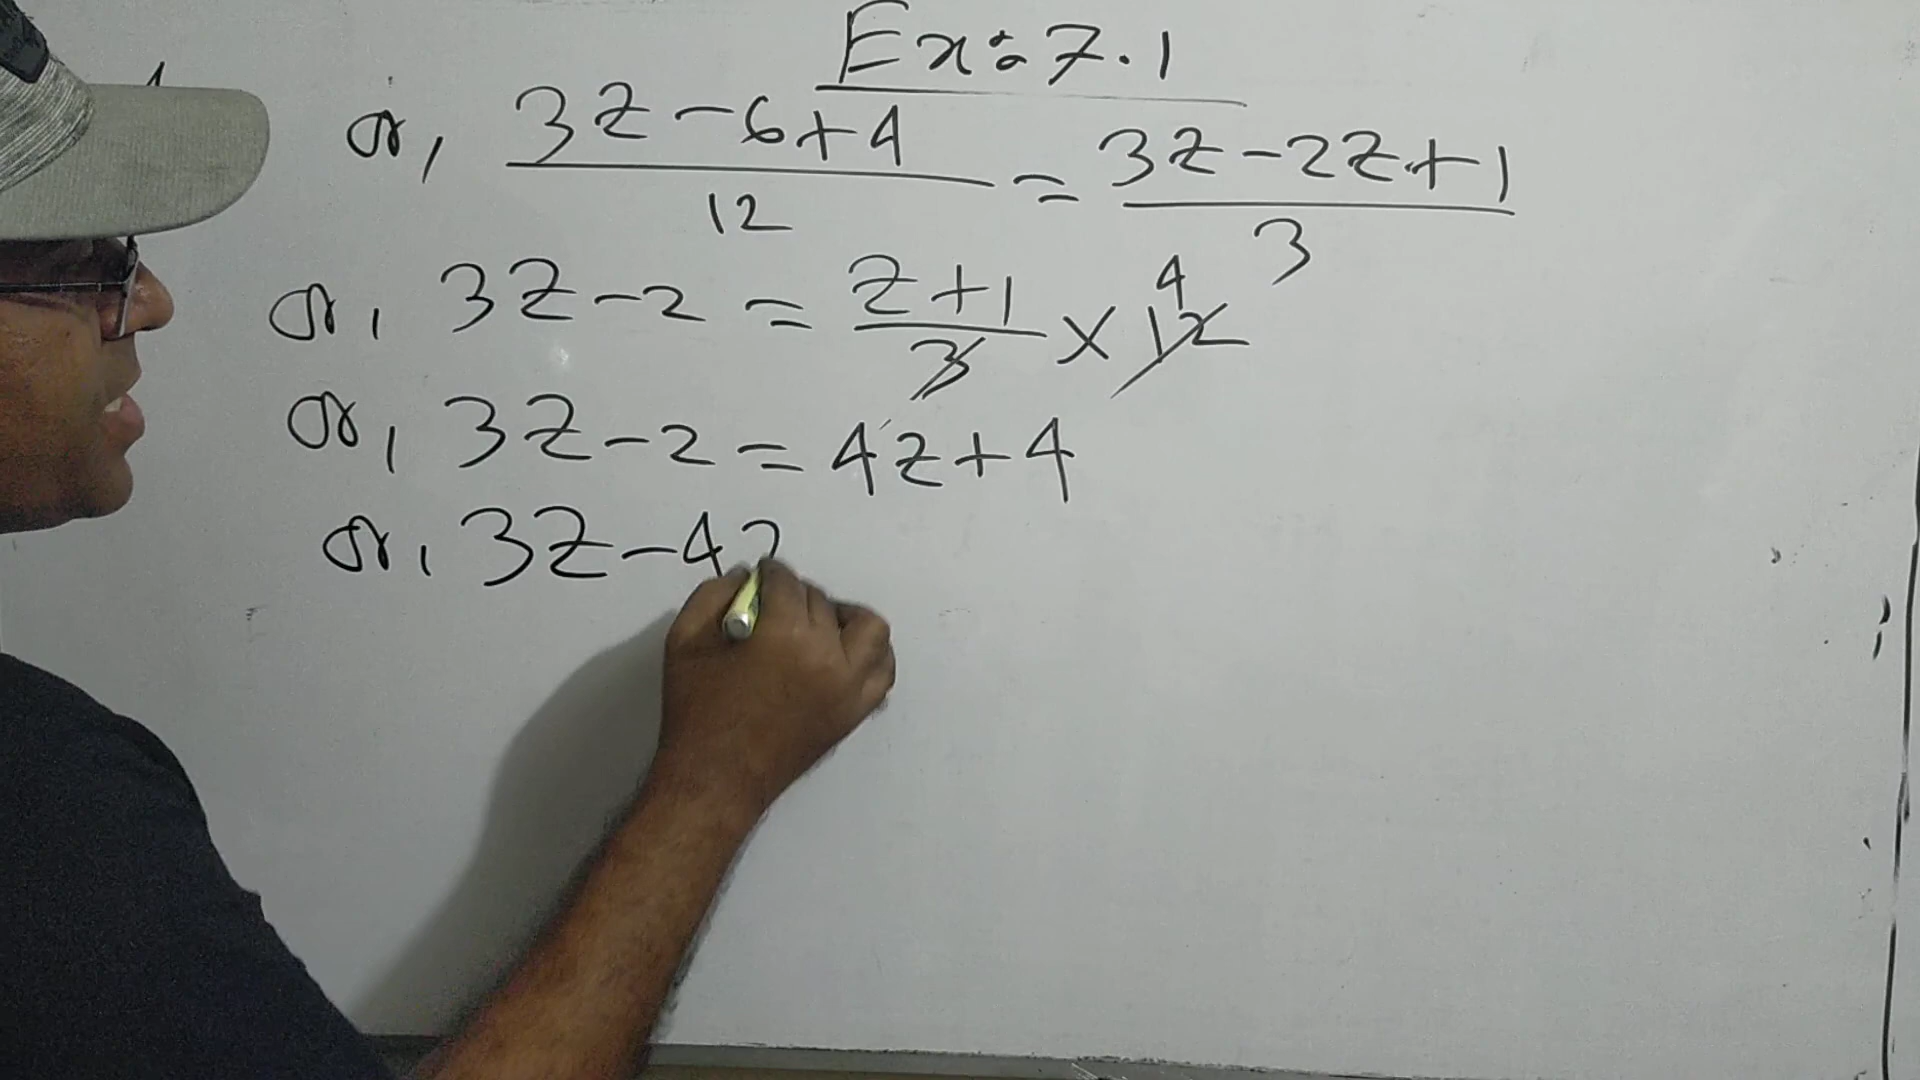 Ex: 7.1
or, 3z - 6 + 4 / 12 = 3z - 2z + 1 / 3
or, 3z - 2 = z + 1 / 3 × 12 4
or, 3z - 2 = 4z + 4
or, 3z - 4z